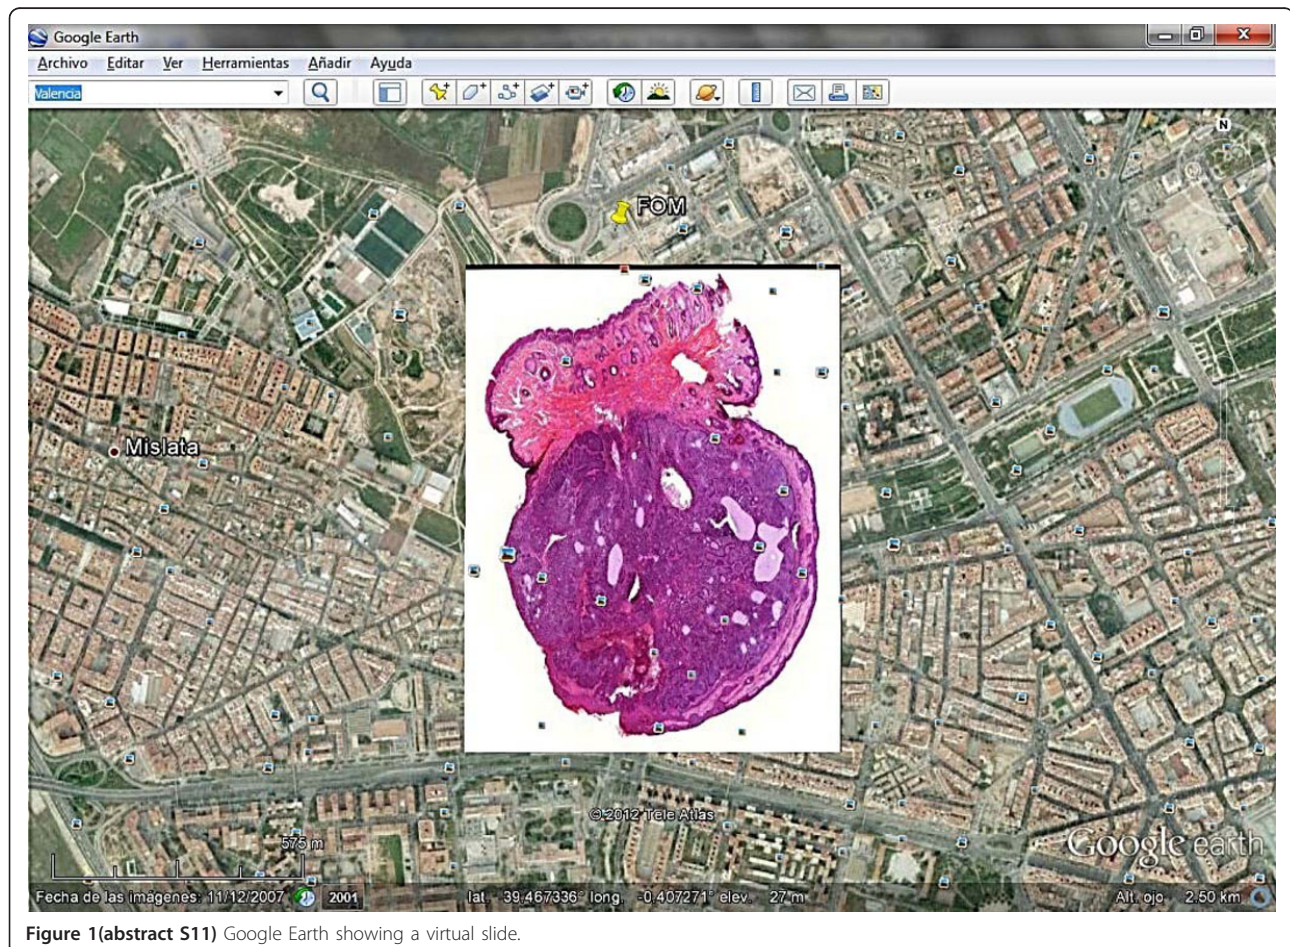 Google Earth
Archivo Editar Ver Herramientas Añadir Ayuda
Valencia
N
FOM
Mislata
© 2012 Tele Atlas
575 m
Google earth
Fecha de las imágenes: 11/12/2007 2001 lat. 39.467336° long. -0.407271° elev. 27 m Alt. ojo 2.50 km
Figure 1(abstract S11) Google Earth showing a virtual slide.